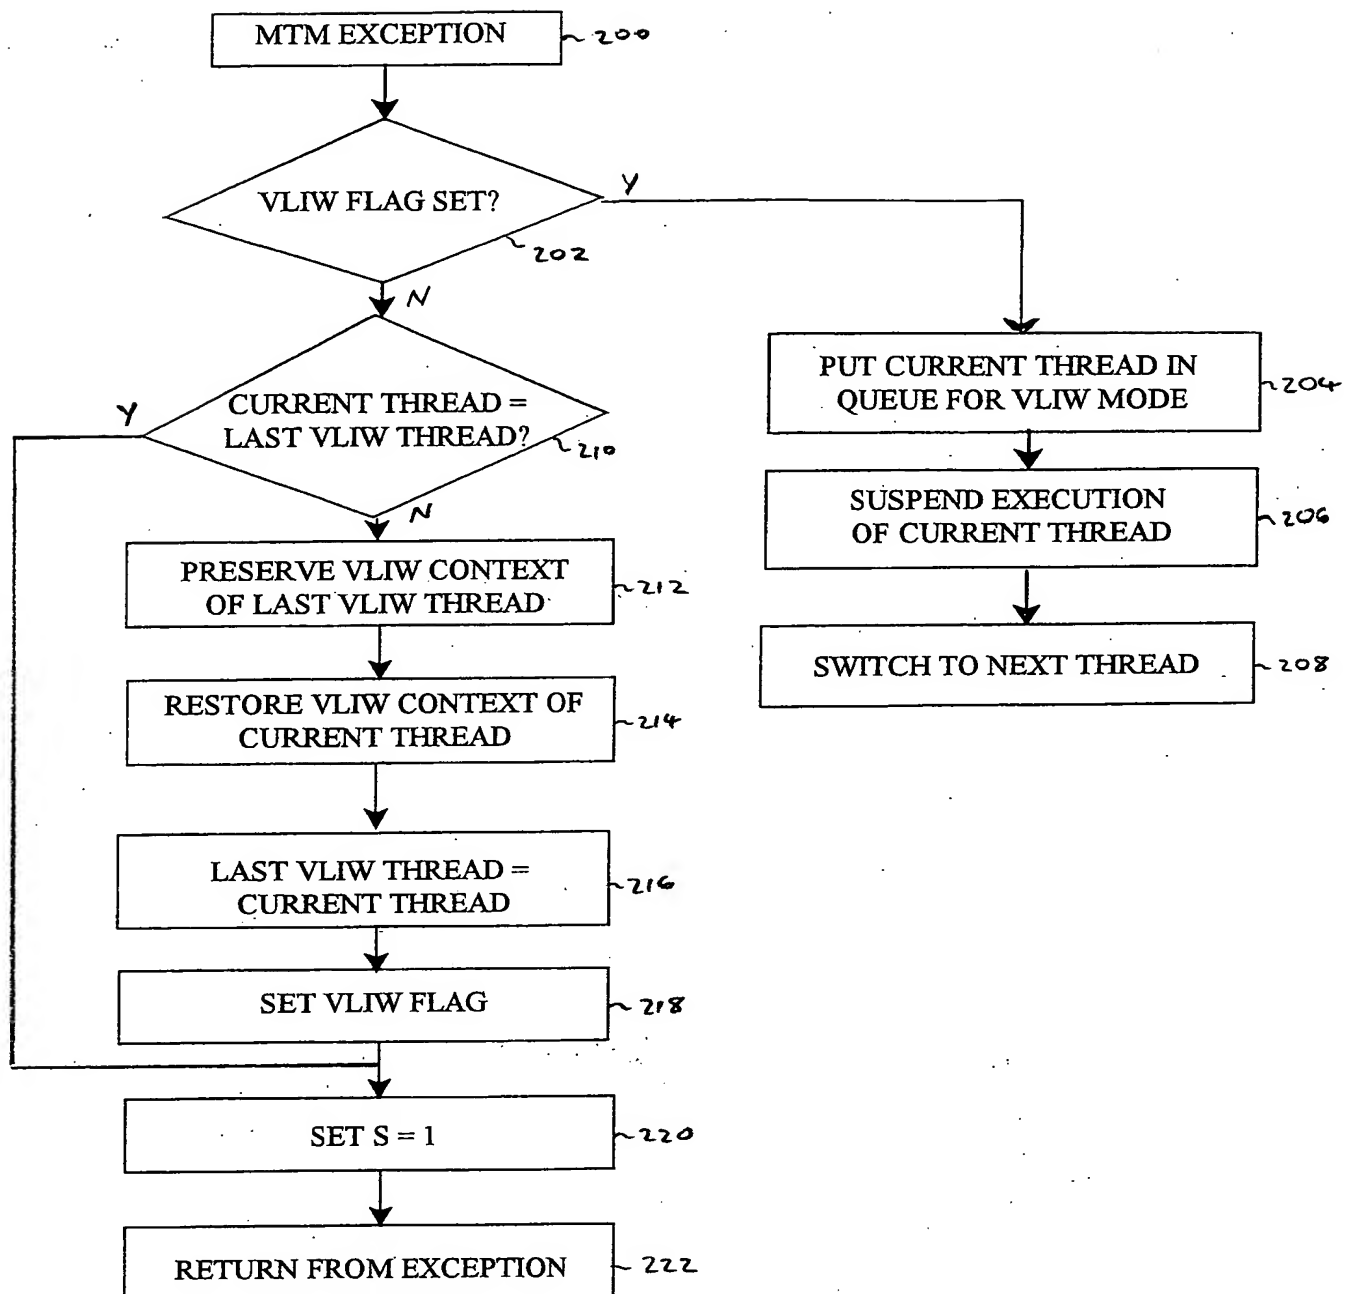 MTM EXCEPTION
200
VLIW FLAG SET?
Y
202
N
PUT CURRENT THREAD IN
QUEUE FOR VLIW MODE
204
Y
CURRENT THREAD =
LAST VLIW THREAD?
210
SUSPEND EXECUTION
OF CURRENT THREAD
206
N
PRESERVE VLIW CONTEXT
OF LAST VLIW THREAD
212
SWITCH TO NEXT THREAD
208
RESTORE VLIW CONTEXT OF
CURRENT THREAD
214
LAST VLIW THREAD =
CURRENT THREAD
216
SET VLIW FLAG
218
SET S = 1
220
RETURN FROM EXCEPTION
222